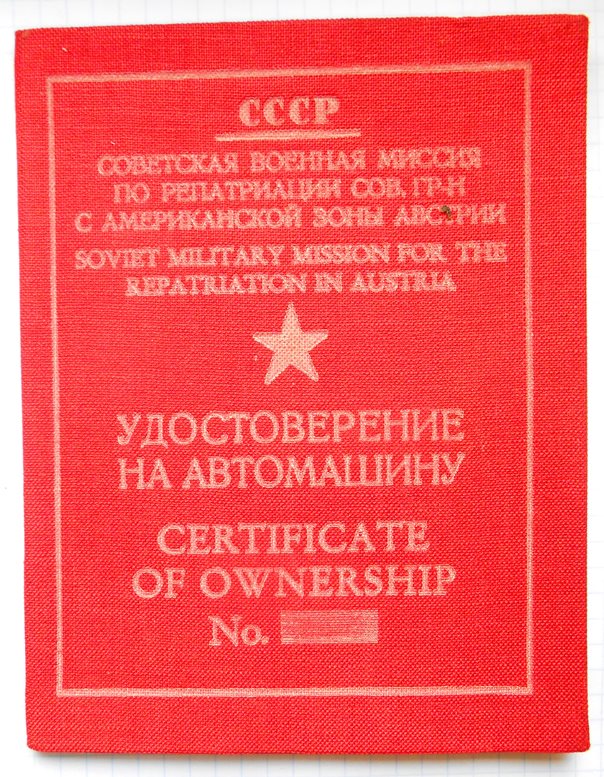 СССР
СОВЕТСКАЯ ВОЕННАЯ МИССИЯ
ПО РЕПАТРИАЦИИ СОВ. ГР-Н
С АМЕРИКАНСКОЙ ЗОНЫ АВСТРИИ
SOVIET MILITARY MISSION FOR THE
REPATRIATION IN AUSTRIA
УДОСТОВЕРЕНИЕ
НА АВТОМАШИНУ
CERTIFICATE
OF OWNERSHIP
No.